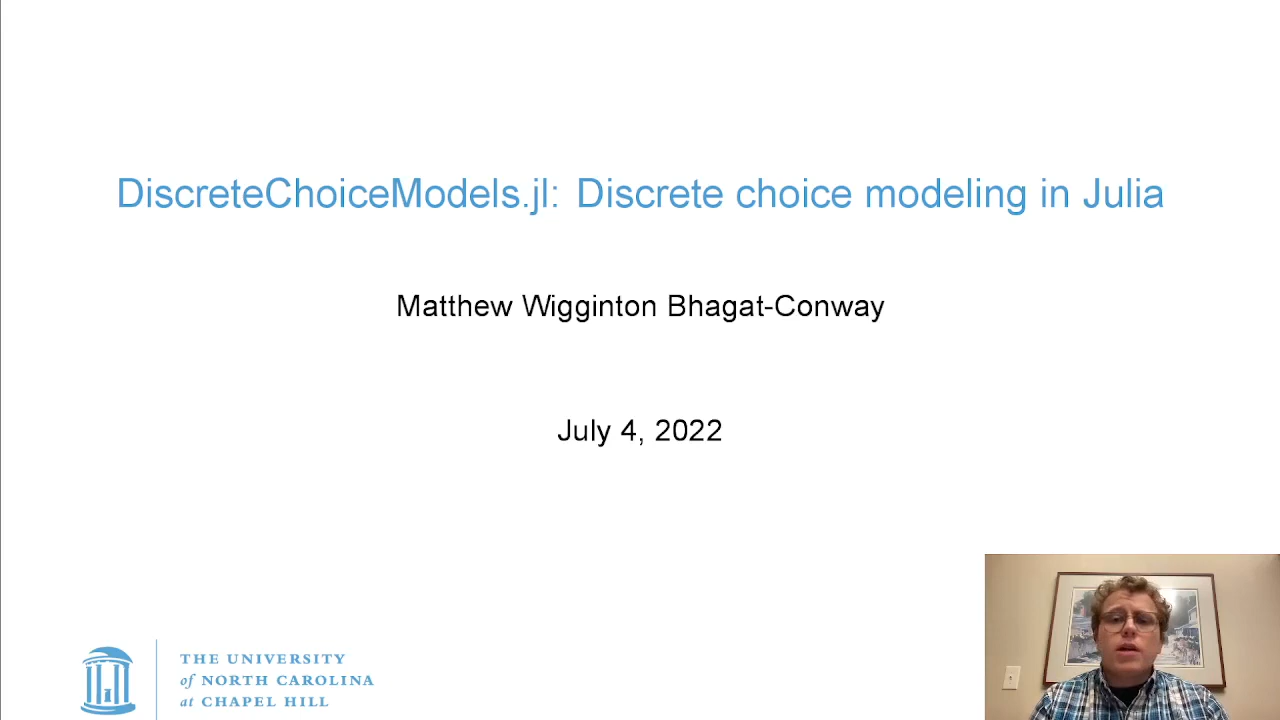 DiscreteChoiceModels.jl: Discrete choice modeling in Julia
Matthew Wigginton Bhagat-Conway
July 4, 2022
THE UNIVERSITY
of NORTH CAROLINA
at CHAPEL HILL